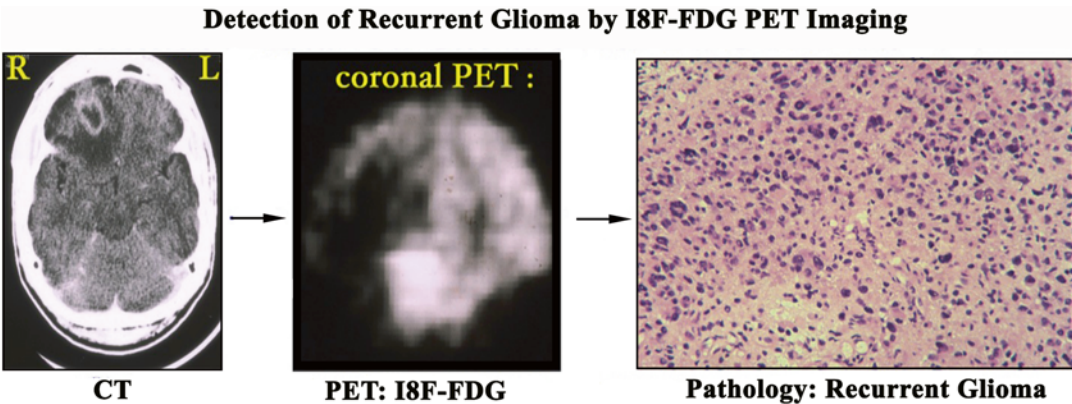 Detection of Recurrent Glioma by I8F-FDG PET Imaging
R L
coronal PET :
CT
PET: I8F-FDG
Pathology: Recurrent Glioma